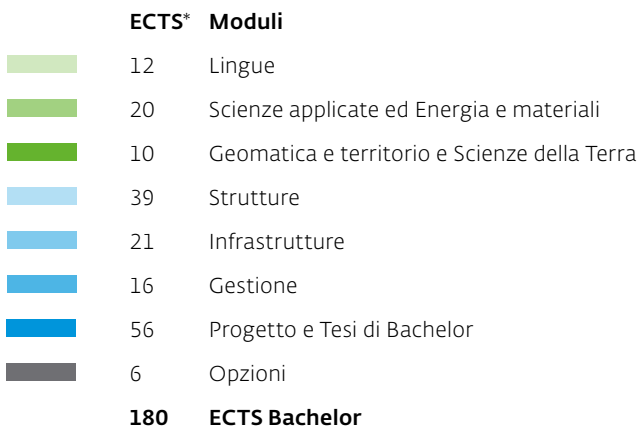 ECTS* Moduli
12 Lingue
20 Scienze applicate ed Energia e materiali
10 Geomatica e territorio e Scienze della Terra
39 Strutture
21 Infrastrutture
16 Gestione
56 Progetto e Tesi di Bachelor
6 Opzioni
180 ECTS Bachelor